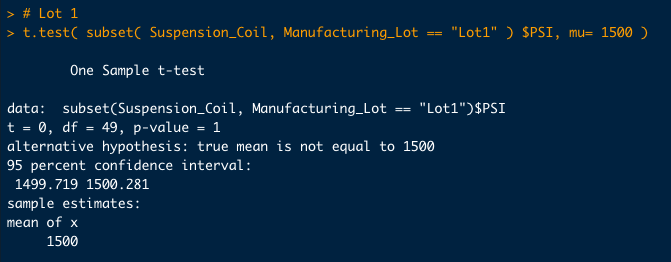 > # Lot 1
> t.test( subset( Suspension_Coil, Manufacturing_Lot == "Lot1" ) $PSI, mu= 1500 )
One Sample t-test
data:  subset(Suspension_Coil, Manufacturing_Lot == "Lot1")$PSI
t = 0, df = 49, p-value = 1
alternative hypothesis: true mean is not equal to 1500
95 percent confidence interval:
1499.719 1500.281
sample estimates:
mean of x
1500